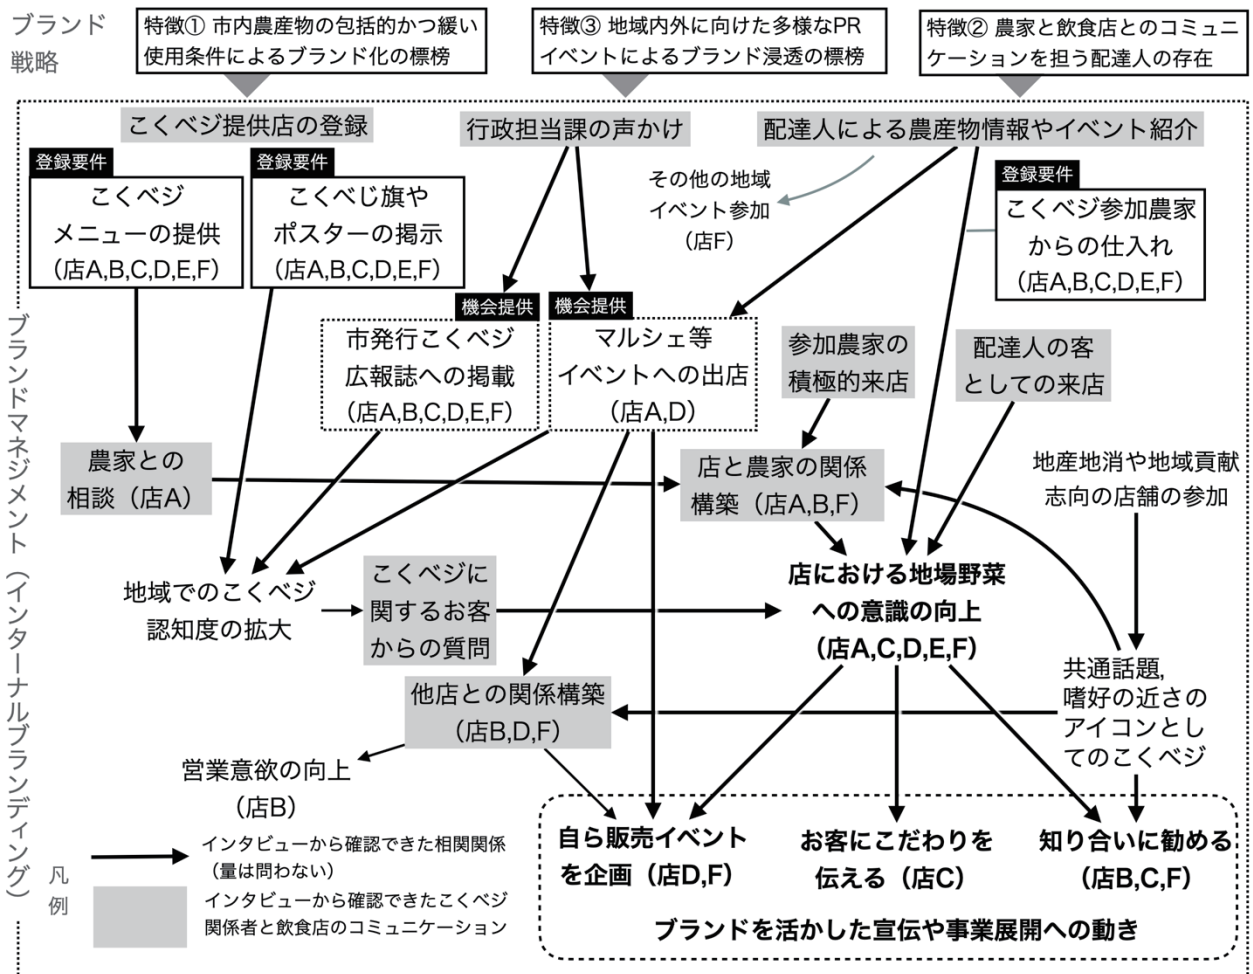 ブランド
戦略
特徴① 市内農産物の包括的かつ緩い
使用条件によるブランド化の標榜
特徴③ 地域内外に向けた多様なPR
イベントによるブランド浸透の標榜
特徴② 農家と飲食店とのコミュニ
ケーションを担う配達人の存在
ブランドマネジメント（インターナルブランディング）
こくベジ提供店の登録
行政担当課の声かけ
配達人による農産物情報やイベント紹介
登録要件
こくベジ
メニューの提供
（店A,B,C,D,E,F）
登録要件
こくべじ旗や
ポスターの掲示
（店A,B,C,D,E,F）
その他の地域
イベント参加
（店F）
登録要件
こくベジ参加農家
からの仕入れ
（店A,B,C,D,E,F）
機会提供
市発行こくベジ
広報誌への掲載
（店A,B,C,D,E,F）
機会提供
マルシェ等
イベントへの出店
（店A,D）
参加農家の
積極的来店
配達人の客
としての来店
農家との
相談（店A）
店と農家の関係
構築（店A,B,F）
地産地消や地域貢献
志向の店舗の参加
地域でのこくベジ
認知度の拡大
こくベジに
関するお客
からの質問
店における地場野菜
への意識の向上
（店A,C,D,E,F）
他店との関係構築
（店B,D,F）
共通話題,
嗜好の近さの
アイコンとし
てのこくベジ
営業意欲の向上
（店B）
自ら販売イベント
を企画（店D,F）
お客にこだわりを
伝える（店C）
知り合いに勧める
（店B,C,F）
ブランドを活かした宣伝や事業展開への動き
凡
例
インタビューから確認できた相関関係
（量は問わない）
インタビューから確認できたこくベジ
関係者と飲食店のコミュニケーション